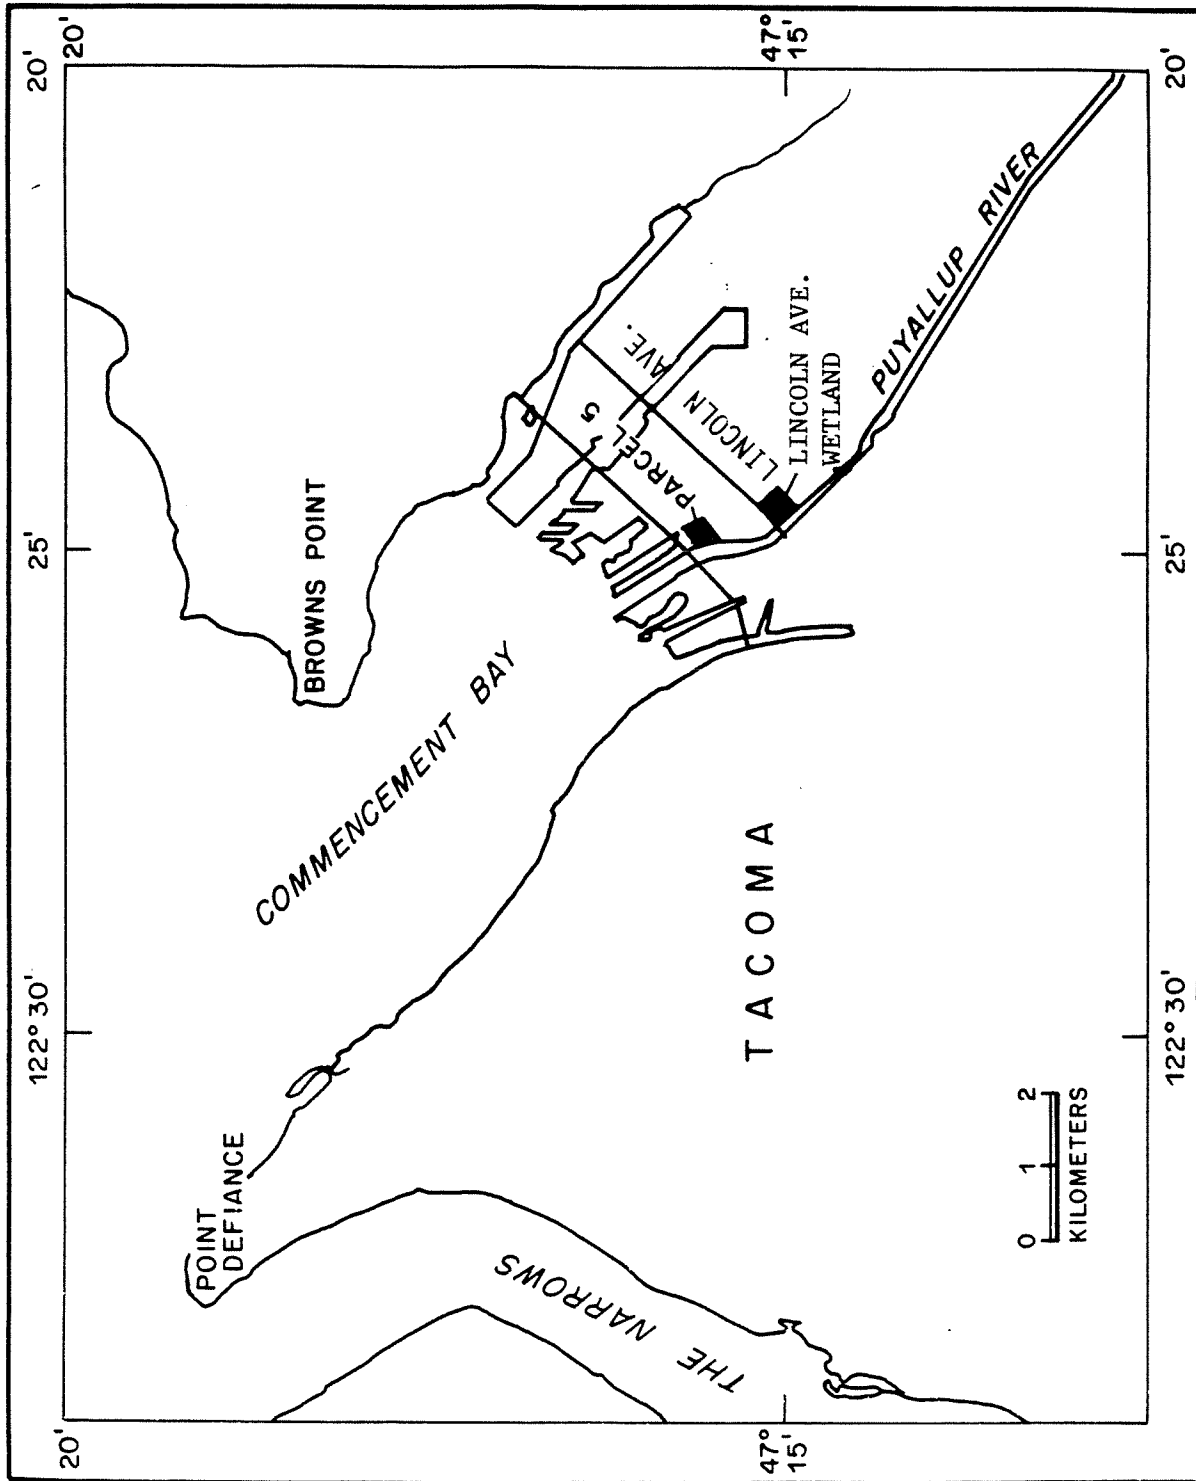 122° 30'
25'
20'
20'
20'
POINT
DEFIANCE
BROWNS POINT
COMMENCEMENT BAY
THE NARROWS
PARCEL 5
LINCOLN AVE.
LINCOLN AVE.
WETLAND
PUYALLUP RIVER
TACOMA
47°
15'
47°
15'
0 1 2
KILOMETERS
122° 30'
25'
20'